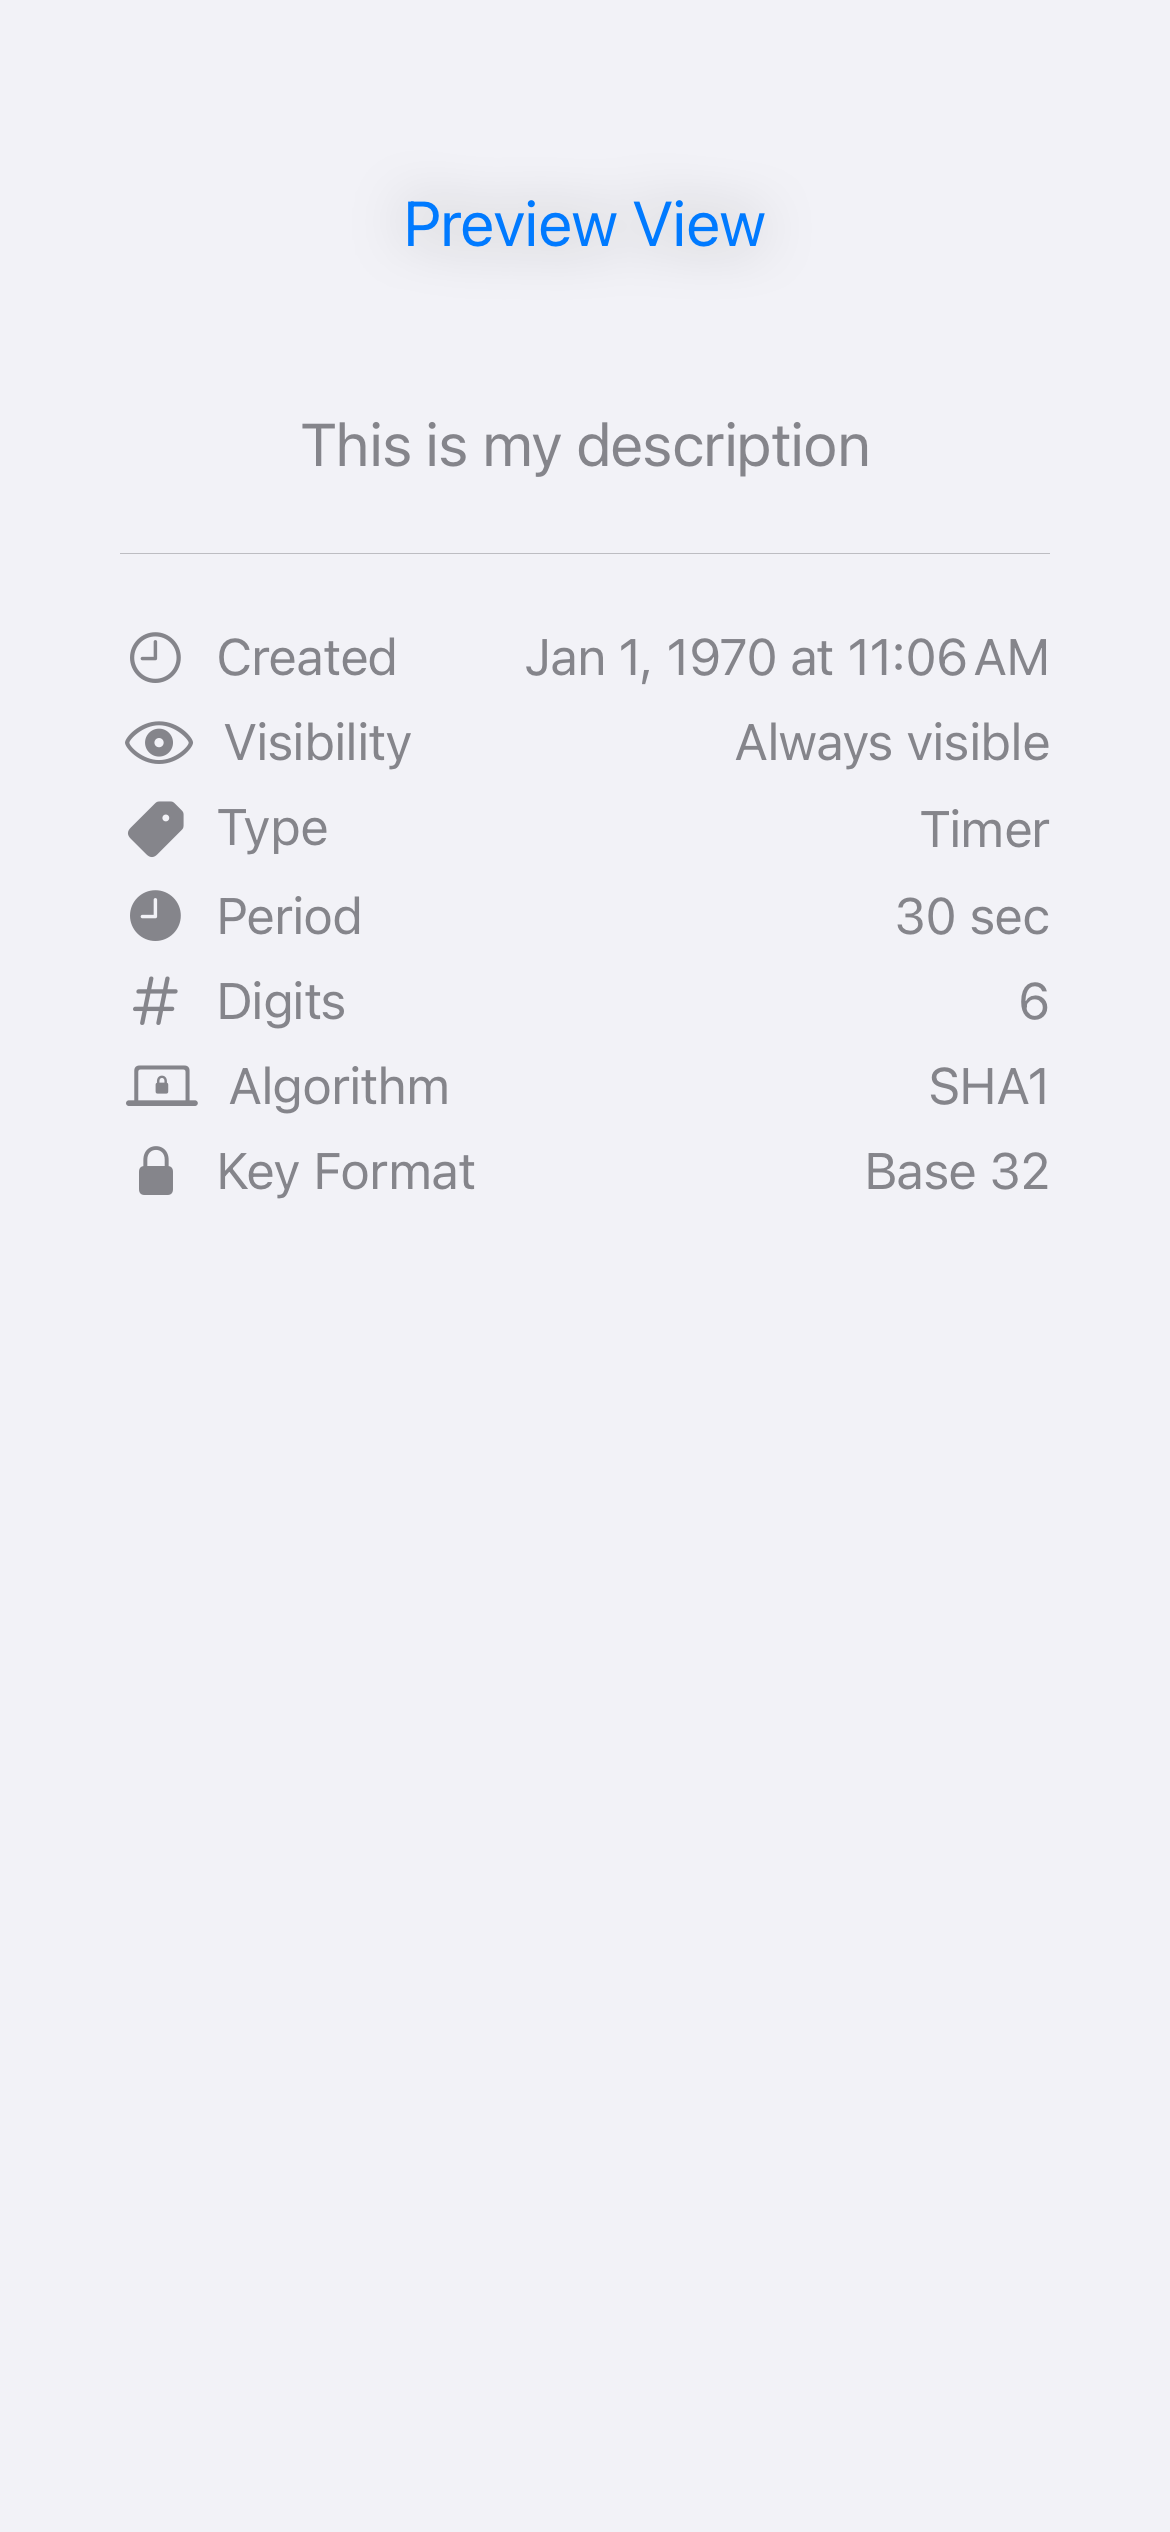 Preview View
This is my description
Created Jan 1, 1970 at 11:06 AM
Visibility Always visible
Type Timer
Period 30 sec
Digits 6
Algorithm SHA1
Key Format Base 32